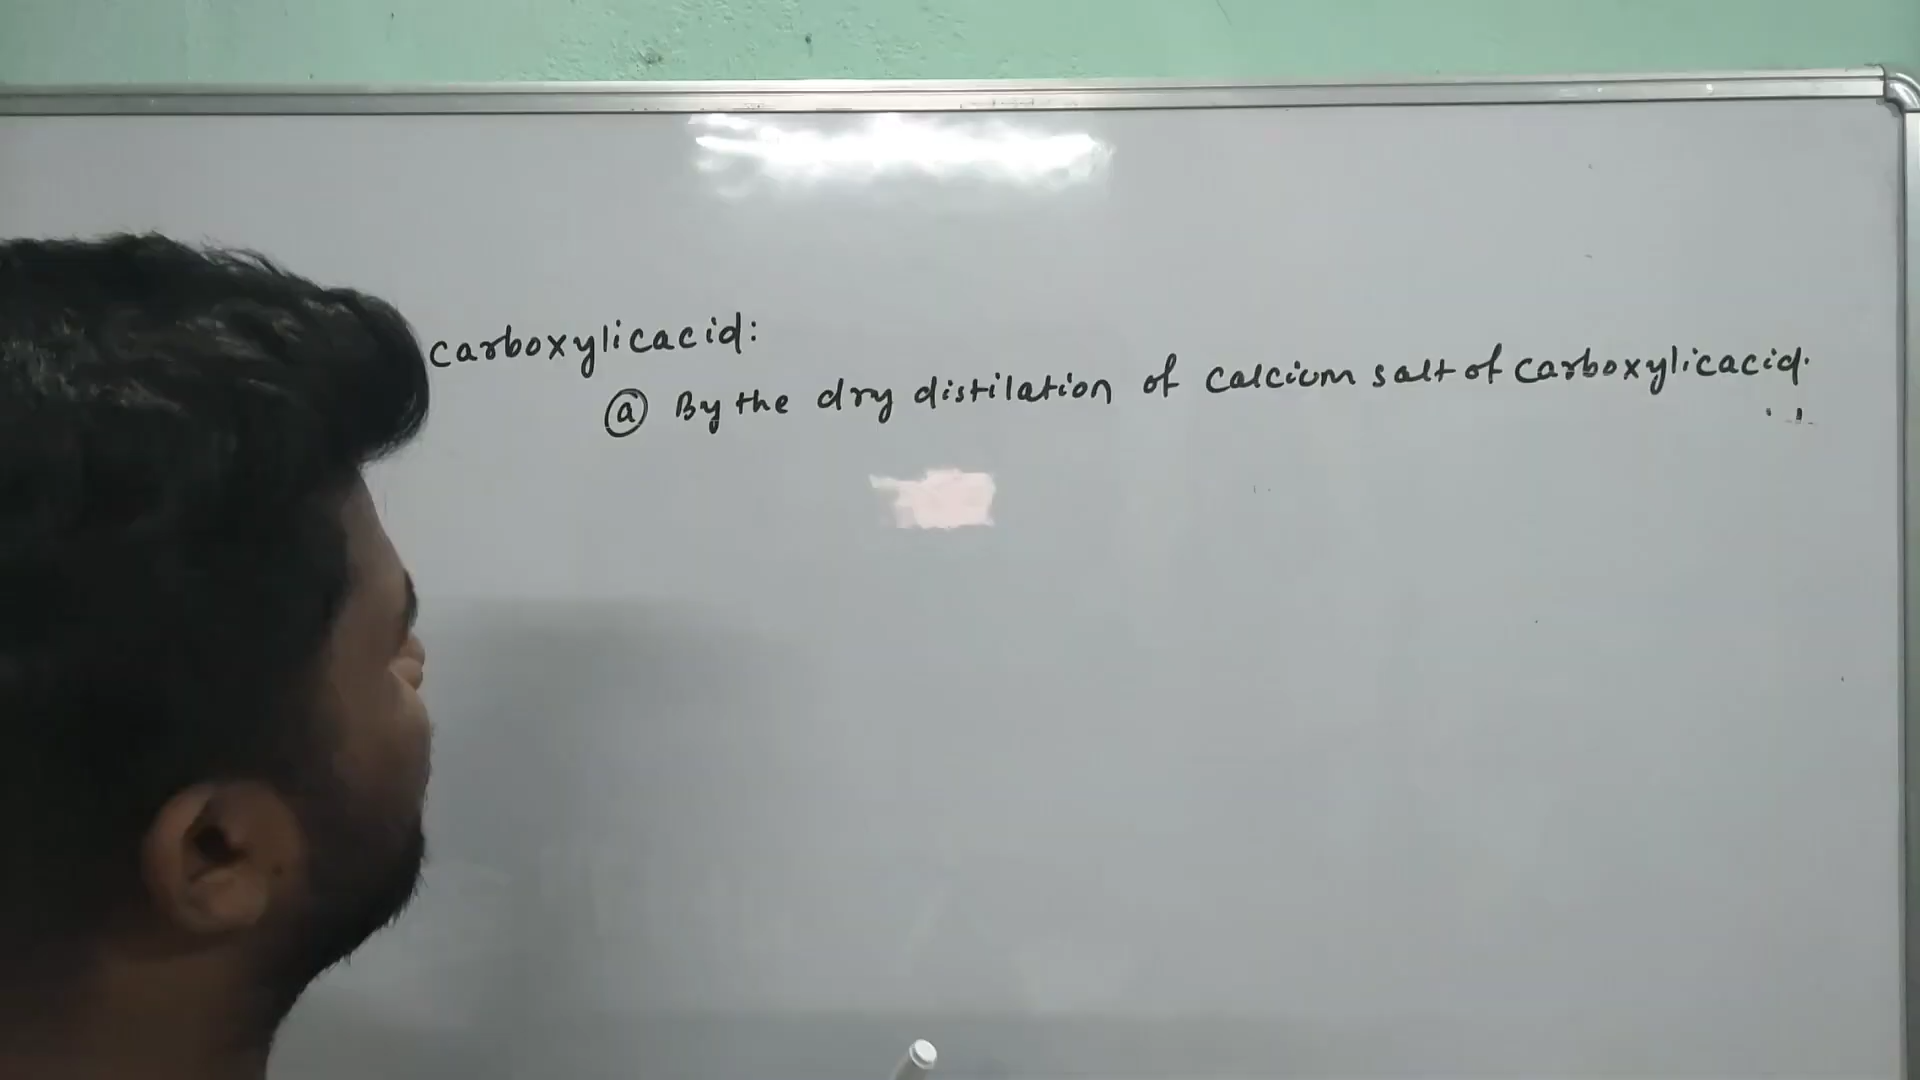 carboxylicacid:
ⓐ By the dry distilation of calcium salt of carboxylicacid.